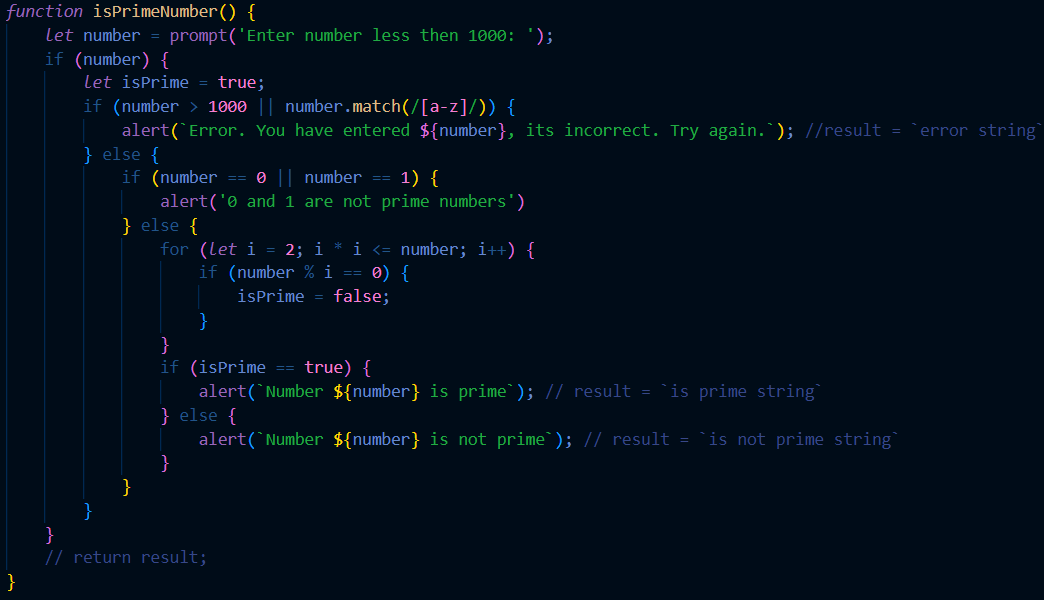 function isPrimeNumber() {
    let number = prompt('Enter number less then 1000: ');
    if (number) {
        let isPrime = true;
        if (number > 1000 || number.match(/[a-z]/)) {
            alert(`Error. You have entered ${number}, its incorrect. Try again.`); //result = `error string`
        } else {
            if (number == 0 || number == 1) {
                alert('0 and 1 are not prime numbers')
            } else {
                for (let i = 2; i * i <= number; i++) {
                    if (number % i == 0) {
                        isPrime = false;
                    }
                }
                if (isPrime == true) {
                    alert(`Number ${number} is prime`); // result = `is prime string`
                } else {
                    alert(`Number ${number} is not prime`); // result = `is not prime string`
                }
            }
        }
    }
    // return result;
}